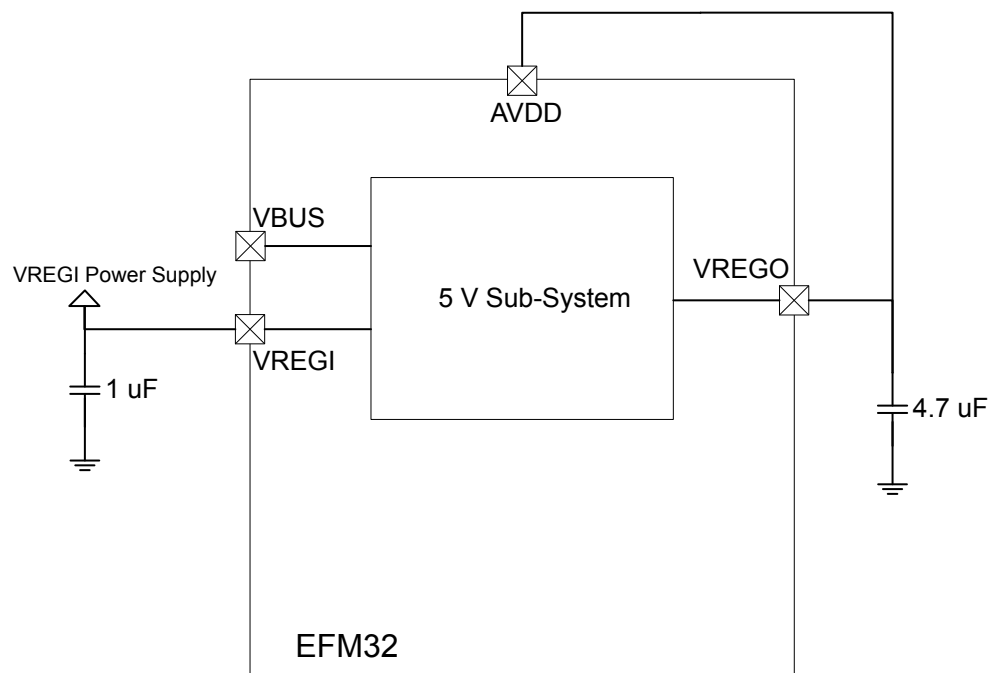 AVDD
VBUS
VREGI Power Supply
VREGO
5 V Sub-System
VREGI
1 uF
4.7 uF
EFM32